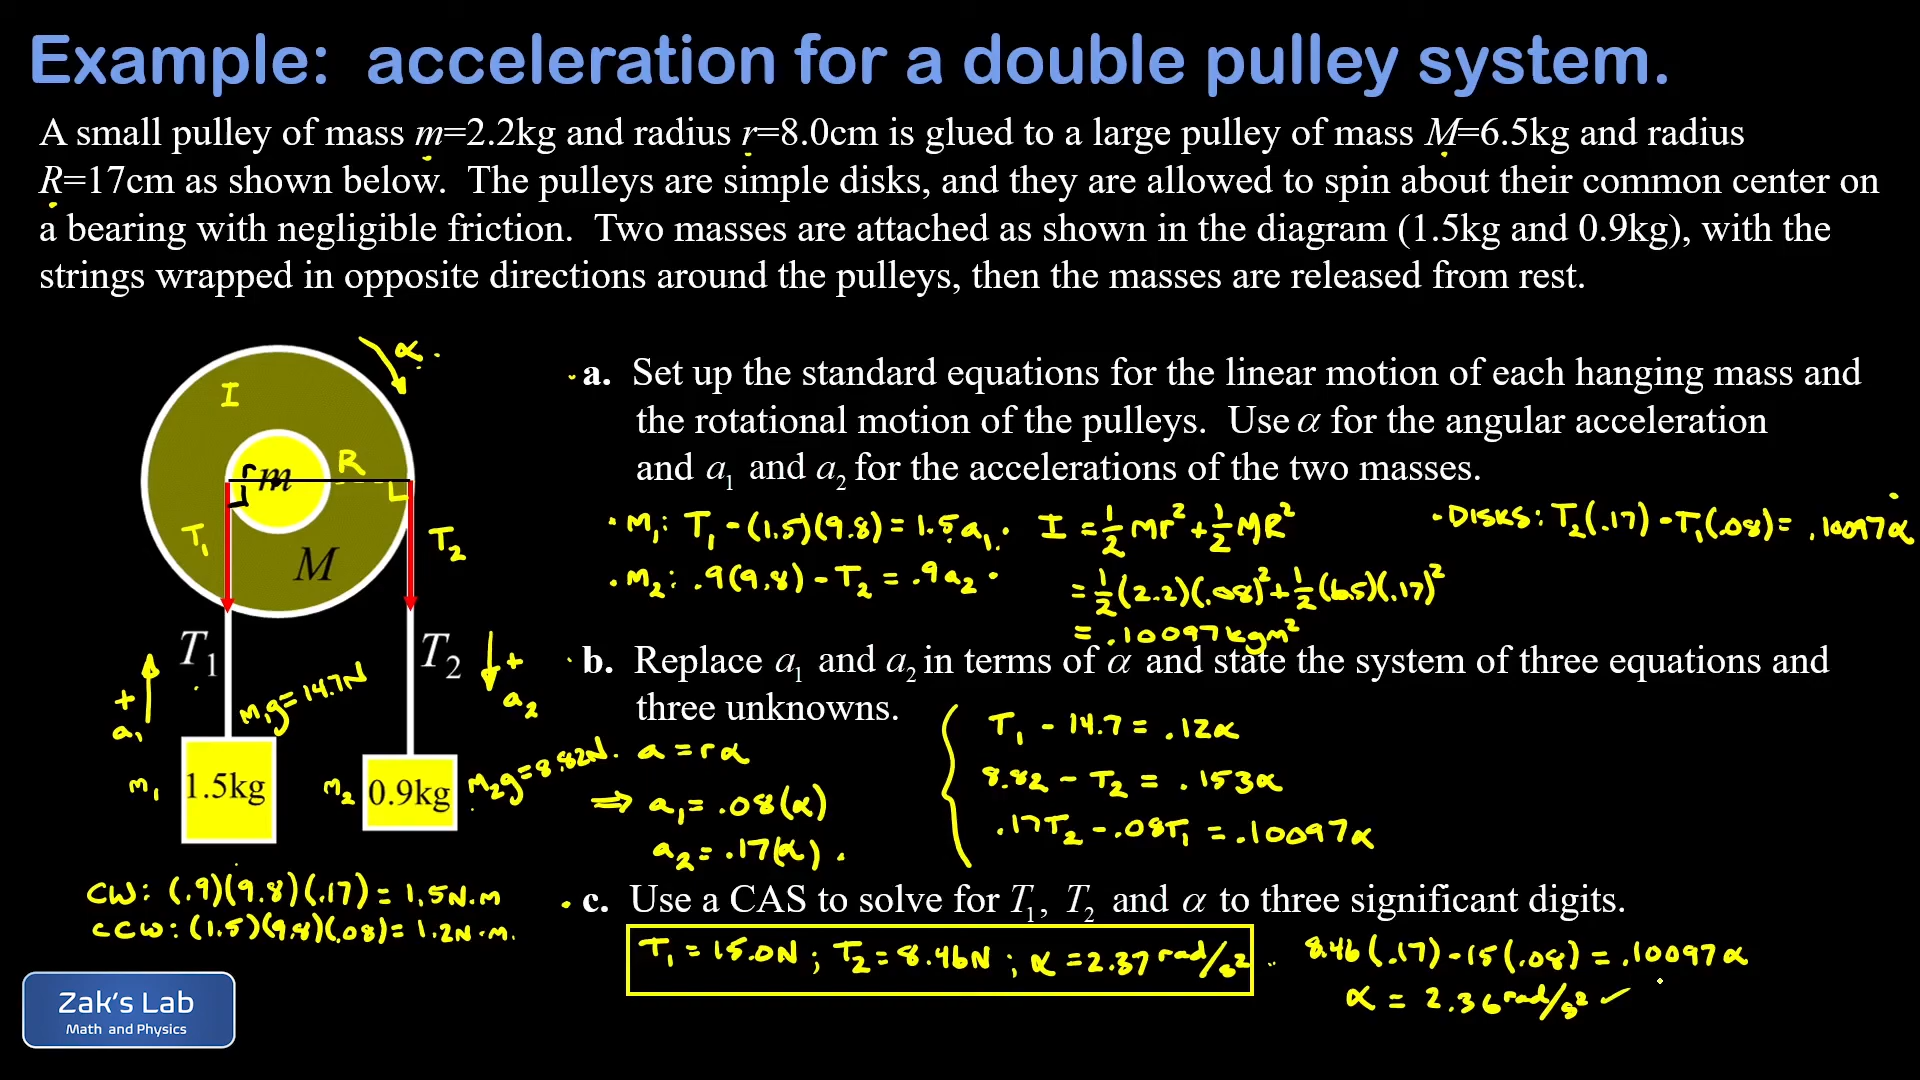 Example: acceleration for a double pulley system.
A small pulley of mass m=2.2kg and radius r=8.0cm is glued to a large pulley of mass M=6.5kg and radius
R=17cm as shown below. The pulleys are simple disks, and they are allowed to spin about their common center on
a bearing with negligible friction. Two masses are attached as shown in the diagram (1.5kg and 0.9kg), with the
strings wrapped in opposite directions around the pulleys, then the masses are released from rest.
α
I
r
m
R
T₁
T₂
M
T₁
T₂
+
a₁
+
a₂
m₁g=14.7N
m₁
1.5kg
m₂
0.9kg
m₂g=8.82N
CW: (.9)(9.8)(.17)=1.5N·m
CCW: (1.5)(9.8)(.08)=1.2N·m.
a. Set up the standard equations for the linear motion of each hanging mass and
the rotational motion of the pulleys. Use α for the angular acceleration
and a₁ and a₂ for the accelerations of the two masses.
· m₁: T₁ - (1.5)(9.8) = 1.5a₁
· m₂: .9(9.8) - T₂ = .9a₂
I = ½mr² + ½MR²
= ½(2.2)(.08)² + ½(6.5)(.17)²
= .10097kgm²
· DISKS: T₂(.17) - T₁(.08) = .10097α
b. Replace a₁ and a₂ in terms of α and state the system of three equations and
three unknowns.
a = rα
⇒ a₁ = .08(α)
a₂ = .17(α)
T₁ - 14.7 = .12α
8.82 - T₂ = .153α
.17T₂ - .08T₁ = .10097α
c. Use a CAS to solve for T₁, T₂ and α to three significant digits.
T₁ = 15.0N ; T₂ = 8.46N ; α = 2.37 rad/s²
8.46(.17) - 15(.08) = .10097α
α = 2.36 rad/s² ✓
Zak's Lab
Math and Physics